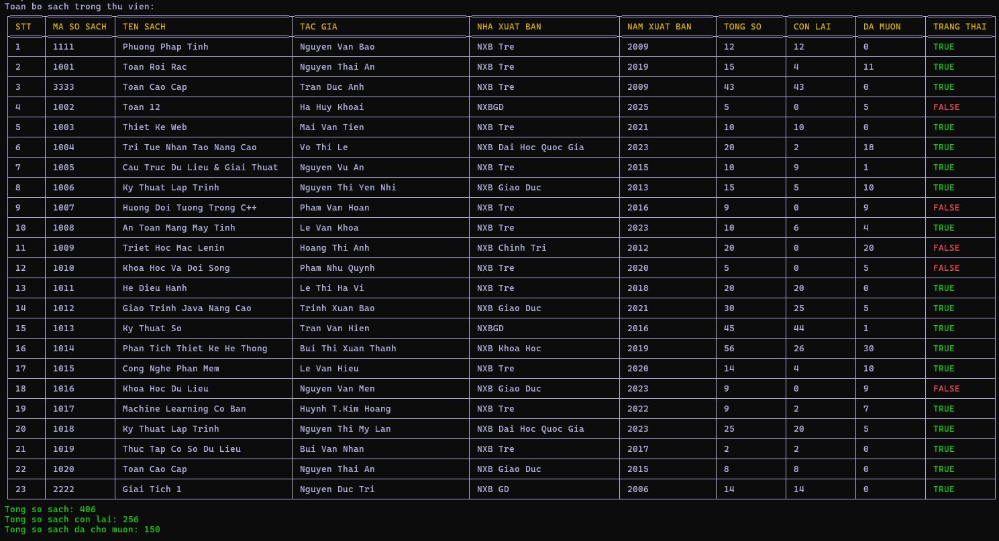 Toan bo sach trong thu vien:
STT MA SO SACH TEN SACH TAC GIA NHA XUAT BAN NAM XUAT BAN TONG SO CON LAI DA MUON TRANG THAI
1 1111 Phuong Phap Tinh Nguyen Van Bao NXB Tre 2009 12 12 0 TRUE
2 1001 Toan Roi Rac Nguyen Thai An NXB Tre 2019 15 4 11 TRUE
3 3333 Toan Cao Cap Tran Duc Anh NXB Tre 2009 43 43 0 TRUE
4 1002 Toan 12 Ha Huy Khoai NXBGD 2025 5 0 5 FALSE
5 1003 Thiet Ke Web Mai Van Tien NXB Tre 2021 10 10 0 TRUE
6 1004 Tri Tue Nhan Tao Nang Cao Vo Thi Le NXB Dai Hoc Quoc Gia 2023 20 2 18 TRUE
7 1005 Cau Truc Du Lieu & Giai Thuat Nguyen Vu An NXB Tre 2015 10 9 1 TRUE
8 1006 Ky Thuat Lap Trinh Nguyen Thi Yen Nhi NXB Giao Duc 2013 15 5 10 TRUE
9 1007 Huong Doi Tuong Trong C++ Pham Van Hoan NXB Tre 2016 9 0 9 FALSE
10 1008 An Toan Mang May Tinh Le Van Khoa NXB Tre 2023 10 6 4 TRUE
11 1009 Triet Hoc Mac Lenin Hoang Thi Anh NXB Chinh Tri 2012 20 0 20 FALSE
12 1010 Khoa Hoc Va Doi Song Pham Nhu Quynh NXB Tre 2020 5 0 5 FALSE
13 1011 He Dieu Hanh Le Thi Ha Vi NXB Tre 2018 20 20 0 TRUE
14 1012 Giao Trinh Java Nang Cao Trinh Xuan Bao NXB Giao Duc 2021 30 25 5 TRUE
15 1013 Ky Thuat So Tran Van Hien NXBGD 2016 45 44 1 TRUE
16 1014 Phan Tich Thiet Ke He Thong Bui Thi Xuan Thanh NXB Khoa Hoc 2019 56 26 30 TRUE
17 1015 Cong Nghe Phan Mem Le Van Hieu NXB Tre 2020 14 4 10 TRUE
18 1016 Khoa Hoc Du Lieu Nguyen Van Men NXB Giao Duc 2023 9 0 9 FALSE
19 1017 Machine Learning Co Ban Huynh T.Kim Hoang NXB Tre 2022 9 2 7 TRUE
20 1018 Ky Thuat Lap Trinh Nguyen Thi My Lan NXB Dai Hoc Quoc Gia 2023 25 20 5 TRUE
21 1019 Thuc Tap Co So Du Lieu Bui Van Nhan NXB Tre 2017 2 2 0 TRUE
22 1020 Toan Cao Cap Nguyen Thai An NXB Giao Duc 2015 8 8 0 TRUE
23 2222 Giai Tich 1 Nguyen Duc Tri NXB GD 2006 14 14 0 TRUE
Tong so sach: 406
Tong so sach con lai: 256
Tong so sach da cho muon: 150